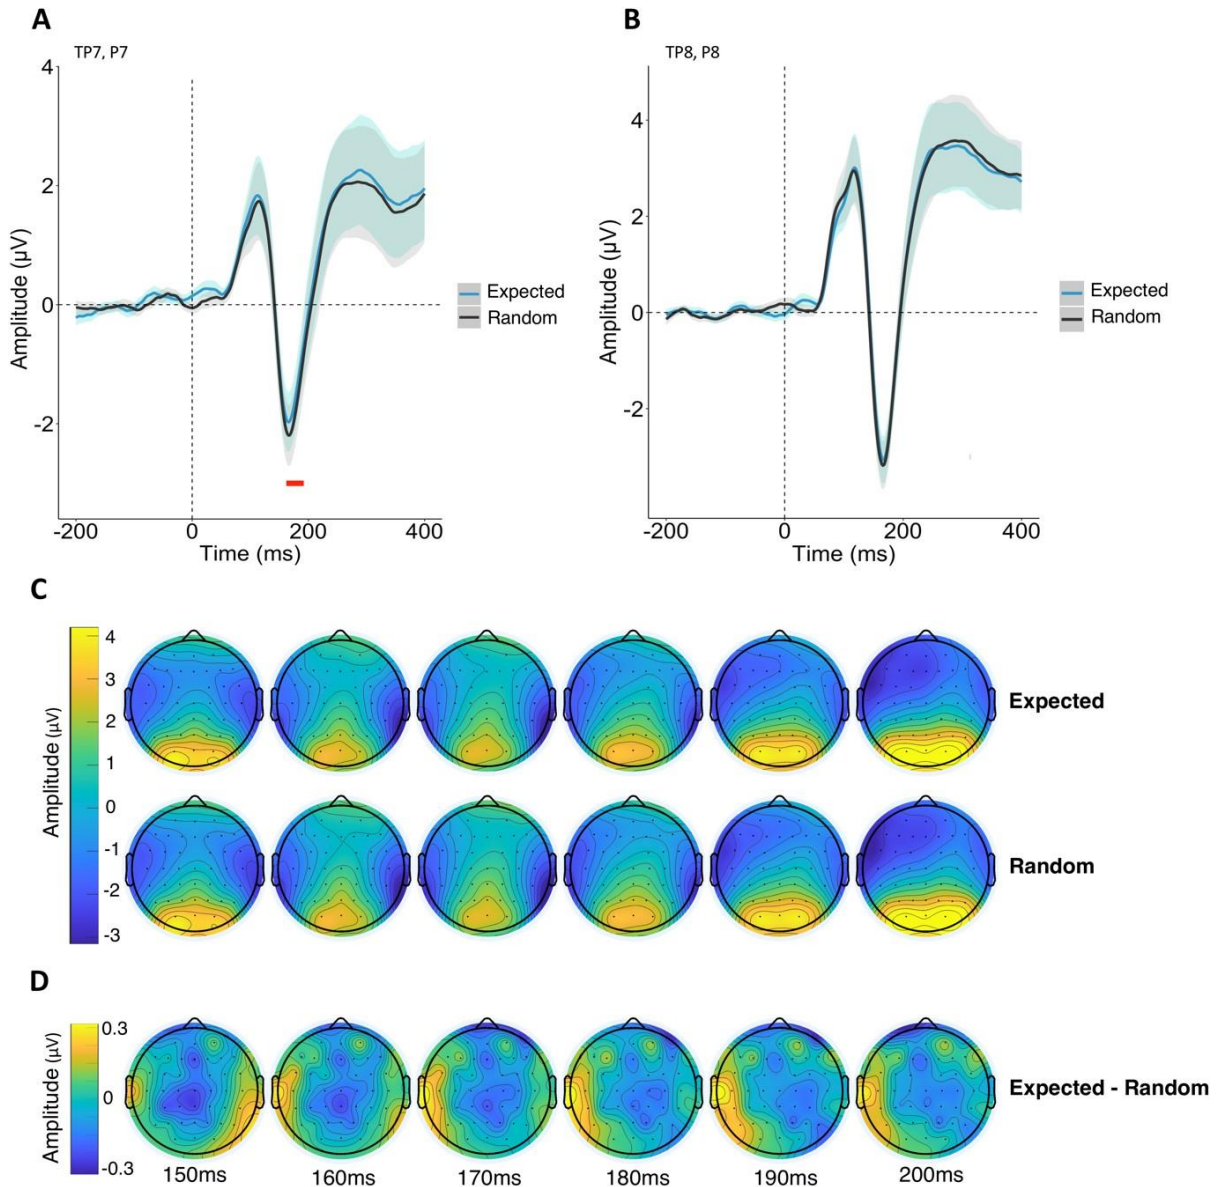 A
TP7, P7
4
2
0
-2
Amplitude (µV)
-200
0
200
400
Time (ms)
Expected
Random
B
TP8, P8
4
2
0
-2
Amplitude (µV)
-200
0
200
400
Time (ms)
Expected
Random
C
4
3
2
1
0
-1
-2
-3
Amplitude (µV)
Expected
Random
D
0.3
0
-0.3
Amplitude (µV)
Expected - Random
150ms
160ms
170ms
180ms
190ms
200ms